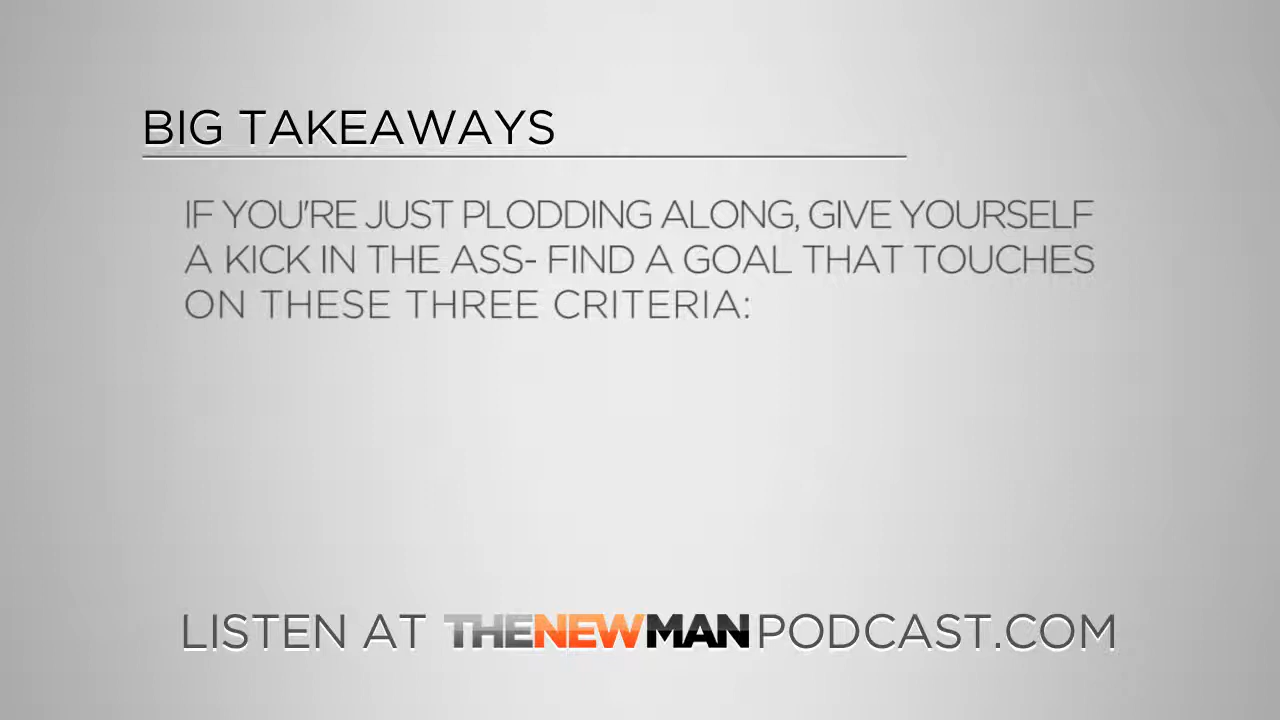 BIG TAKEAWAYS
IF YOU'RE JUST PLODDING ALONG, GIVE YOURSELF
A KICK IN THE ASS- FIND A GOAL THAT TOUCHES
ON THESE THREE CRITERIA:
LISTEN AT THENEWMANPODCAST.COM